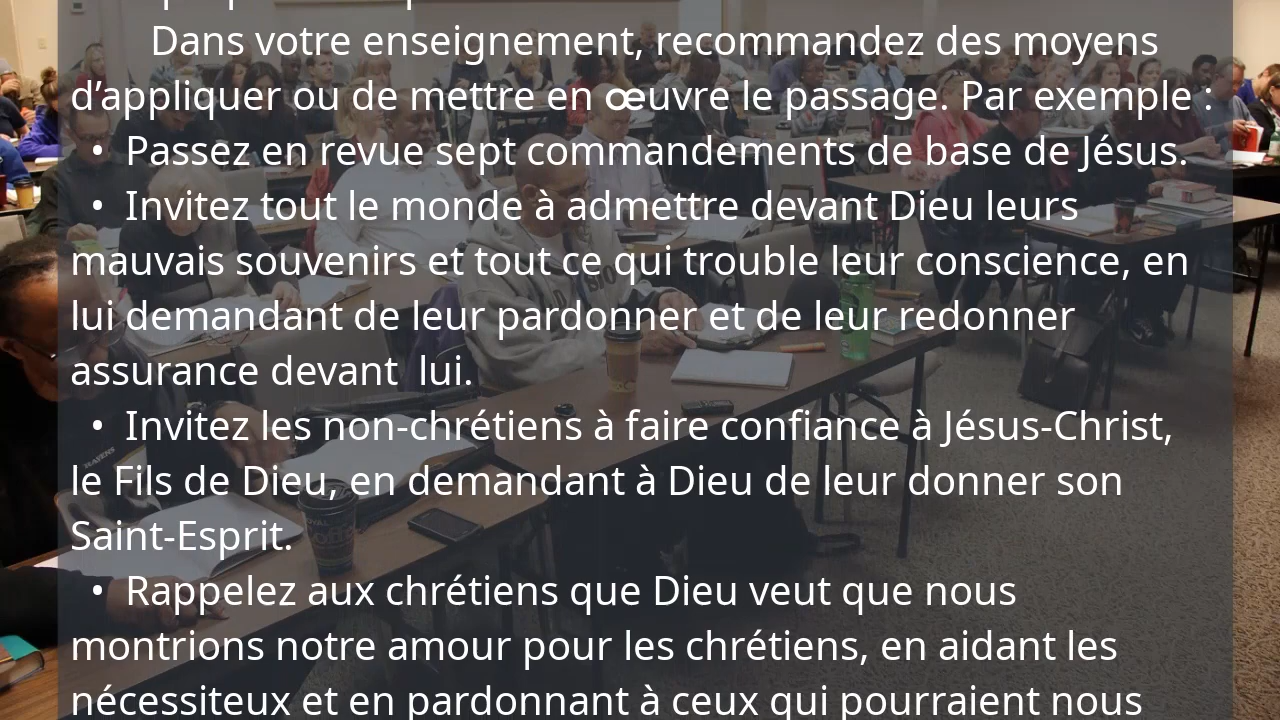 Dans votre enseignement, recommandez des moyens
d’appliquer ou de mettre en œuvre le passage. Par exemple :
• Passez en revue sept commandements de base de Jésus.
• Invitez tout le monde à admettre devant Dieu leurs
mauvais souvenirs et tout ce qui trouble leur conscience, en
lui demandant de leur pardonner et de leur redonner
assurance devant  lui.
• Invitez les non-chrétiens à faire confiance à Jésus-Christ,
le Fils de Dieu, en demandant à Dieu de leur donner son
Saint-Esprit.
• Rappelez aux chrétiens que Dieu veut que nous
montrions notre amour pour les chrétiens, en aidant les
nécessiteux et en pardonnant à ceux qui pourraient nous